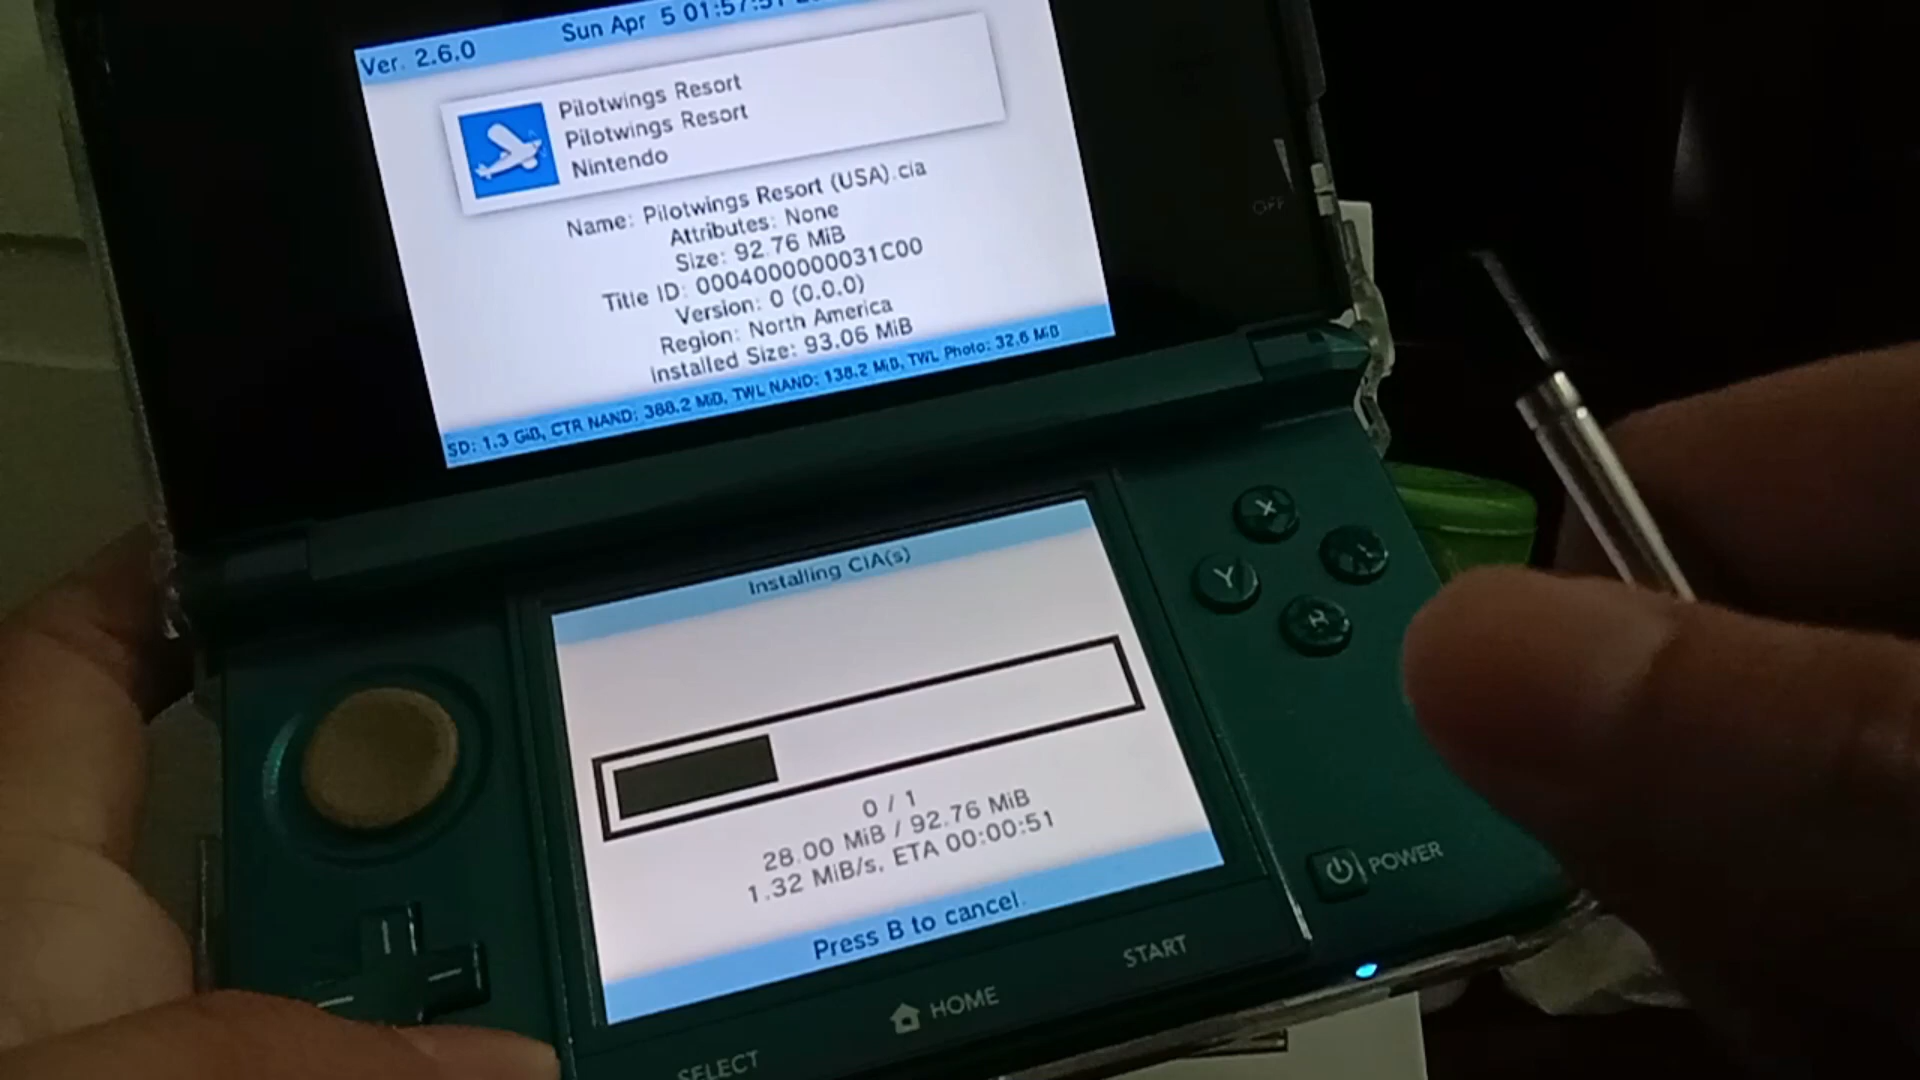 Ver. 2.6.0
Sun Apr 5 01:57:51
Pilotwings Resort
Pilotwings Resort
Nintendo
Name: Pilotwings Resort (USA).cia
Attributes: None
Size: 92.76 MiB
Title ID: 0004000000031C00
Version: 0 (0.0.0)
Region: North America
Installed Size: 93.06 MiB
SD: 1.3 GiB, CTR NAND: 388.2 MiB, TWL NAND: 138.2 MiB, TWL Photo: 32.6 MiB
OFF
X
Y
Installing CIA(s)
0 / 1
28.00 MiB / 92.76 MiB
1.32 MiB/s, ETA 00:00:51
Press B to cancel.
POWER
START
HOME
SELECT